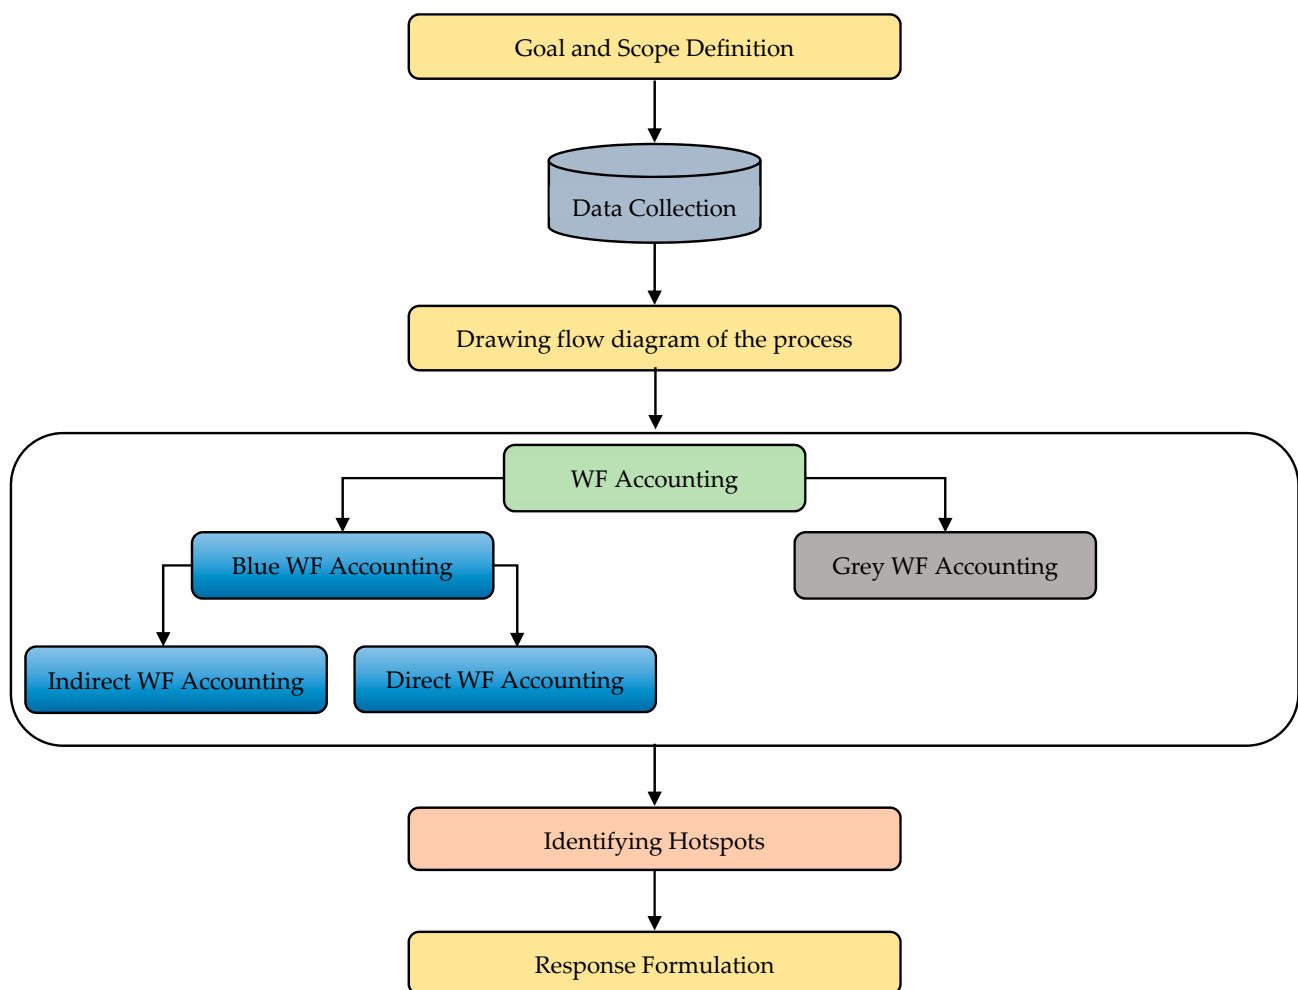 Goal and Scope Definition
Data Collection
Drawing flow diagram of the process
WF Accounting
Blue WF Accounting
Grey WF Accounting
Indirect WF Accounting
Direct WF Accounting
Identifying Hotspots
Response Formulation